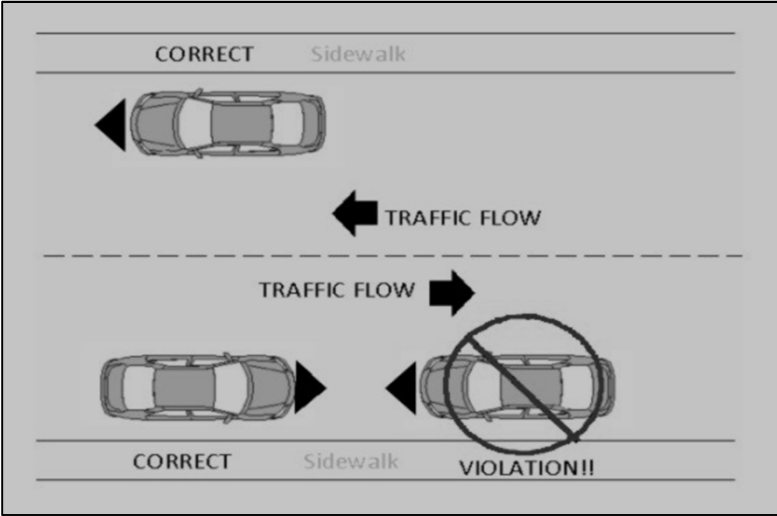 CORRECT Sidewalk
TRAFFIC FLOW
TRAFFIC FLOW
CORRECT Sidewalk VIOLATION!!